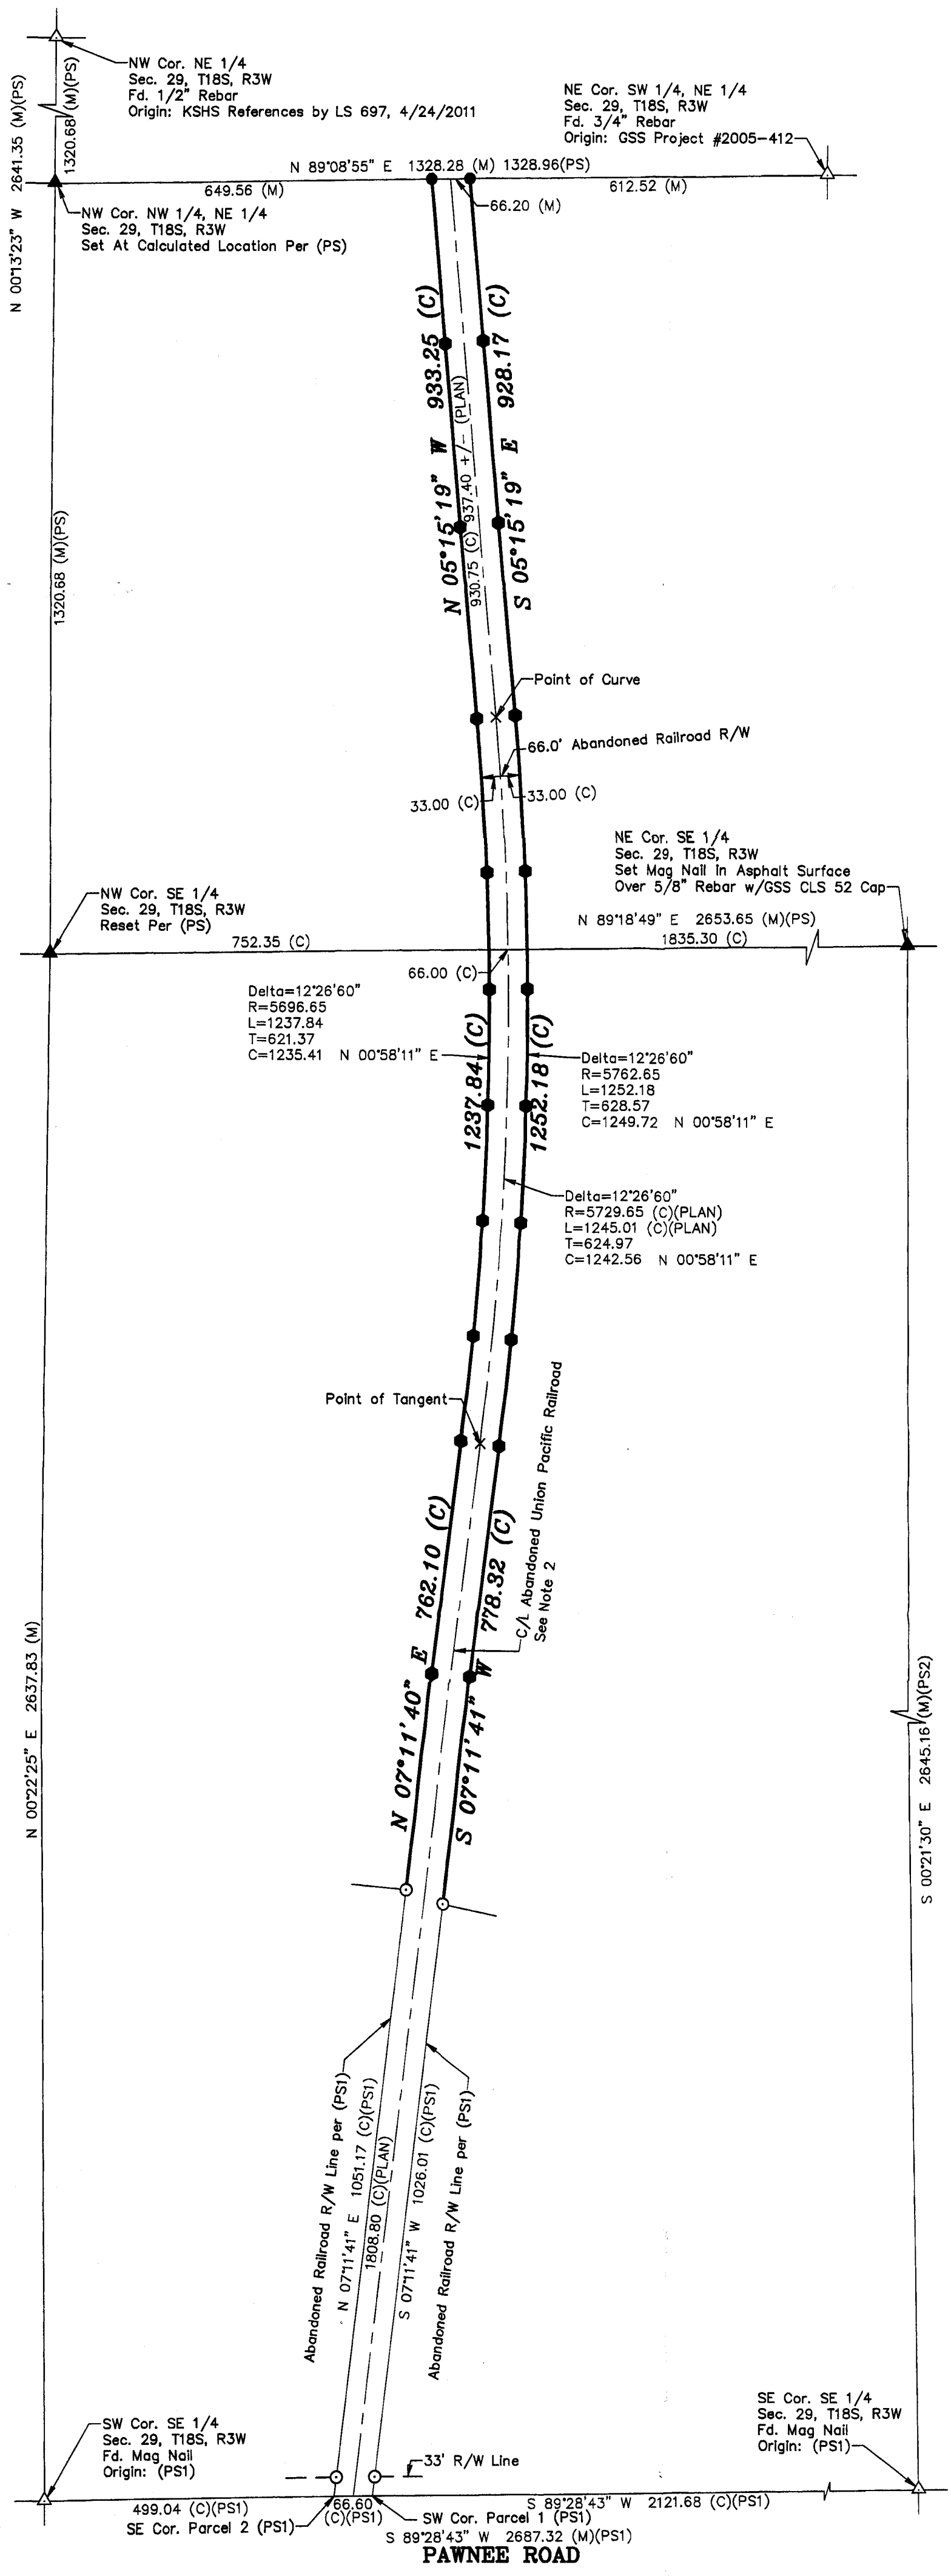 NW Cor. NE 1/4
Sec. 29, T18S, R3W
Fd. 1/2" Rebar
Origin: KSHS References by LS 697, 4/24/2011
NE Cor. SW 1/4, NE 1/4
Sec. 29, T18S, R3W
Fd. 3/4" Rebar
Origin: GSS Project #2005-412
N 00°13'23" W 2641.35 (M)(PS)
1320.68 (M)(PS)
N 89°08'55" E 1328.28 (M) 1328.96(PS)
649.56 (M)
612.52 (M)
66.20 (M)
NW Cor. NW 1/4, NE 1/4
Sec. 29, T18S, R3W
Set At Calculated Location Per (PS)
N 05°15'19" W 933.25 (C)
930.75 (C) 937.40 +/- (PLAN)
S 05°15'19" E 928.17 (C)
1320.68 (M)(PS)
Point of Curve
66.0' Abandoned Railroad R/W
33.00 (C)
33.00 (C)
NE Cor. SE 1/4
Sec. 29, T18S, R3W
Set Mag Nail in Asphalt Surface
Over 5/8" Rebar w/GSS CLS 52 Cap
NW Cor. SE 1/4
Sec. 29, T18S, R3W
Reset Per (PS)
N 89°18'49" E 2653.65 (M)(PS)
752.35 (C)
1835.30 (C)
66.00 (C)
Delta=12°26'60"
R=5696.65
L=1237.84
T=621.37
C=1235.41 N 00°58'11" E
1237.84 (C)
1252.18 (C)
Delta=12°26'60"
R=5762.65
L=1252.18
T=628.57
C=1249.72 N 00°58'11" E
Delta=12°26'60"
R=5729.65 (C)(PLAN)
L=1245.01 (C)(PLAN)
T=624.97
C=1242.56 N 00°58'11" E
Point of Tangent
C/L Abandoned Union Pacific Railroad
See Note 2
N 07°11'40" E 762.10 (C)
S 07°11'41" W 778.32 (C)
N 00°22'25" E 2637.83 (M)
S 00°21'30" E 2645.16 (M)(PS2)
Abandoned Railroad R/W Line per (PS1)
N 07°11'41" E 1051.17 (C)(PS1)
1808.80 (C)(PLAN)
S 07°11'41" W 1026.01 (C)(PS1)
Abandoned Railroad R/W Line per (PS1)
SW Cor. SE 1/4
Sec. 29, T18S, R3W
Fd. Mag Nail
Origin: (PS1)
SE Cor. SE 1/4
Sec. 29, T18S, R3W
Fd. Mag Nail
Origin: (PS1)
33' R/W Line
499.04 (C)(PS1)
66.60
(C)(PS1)
S 89°28'43" W 2121.68 (C)(PS1)
SE Cor. Parcel 2 (PS1)
SW Cor. Parcel 1 (PS1)
S 89°28'43" W 2687.32 (M)(PS1)
PAWNEE ROAD